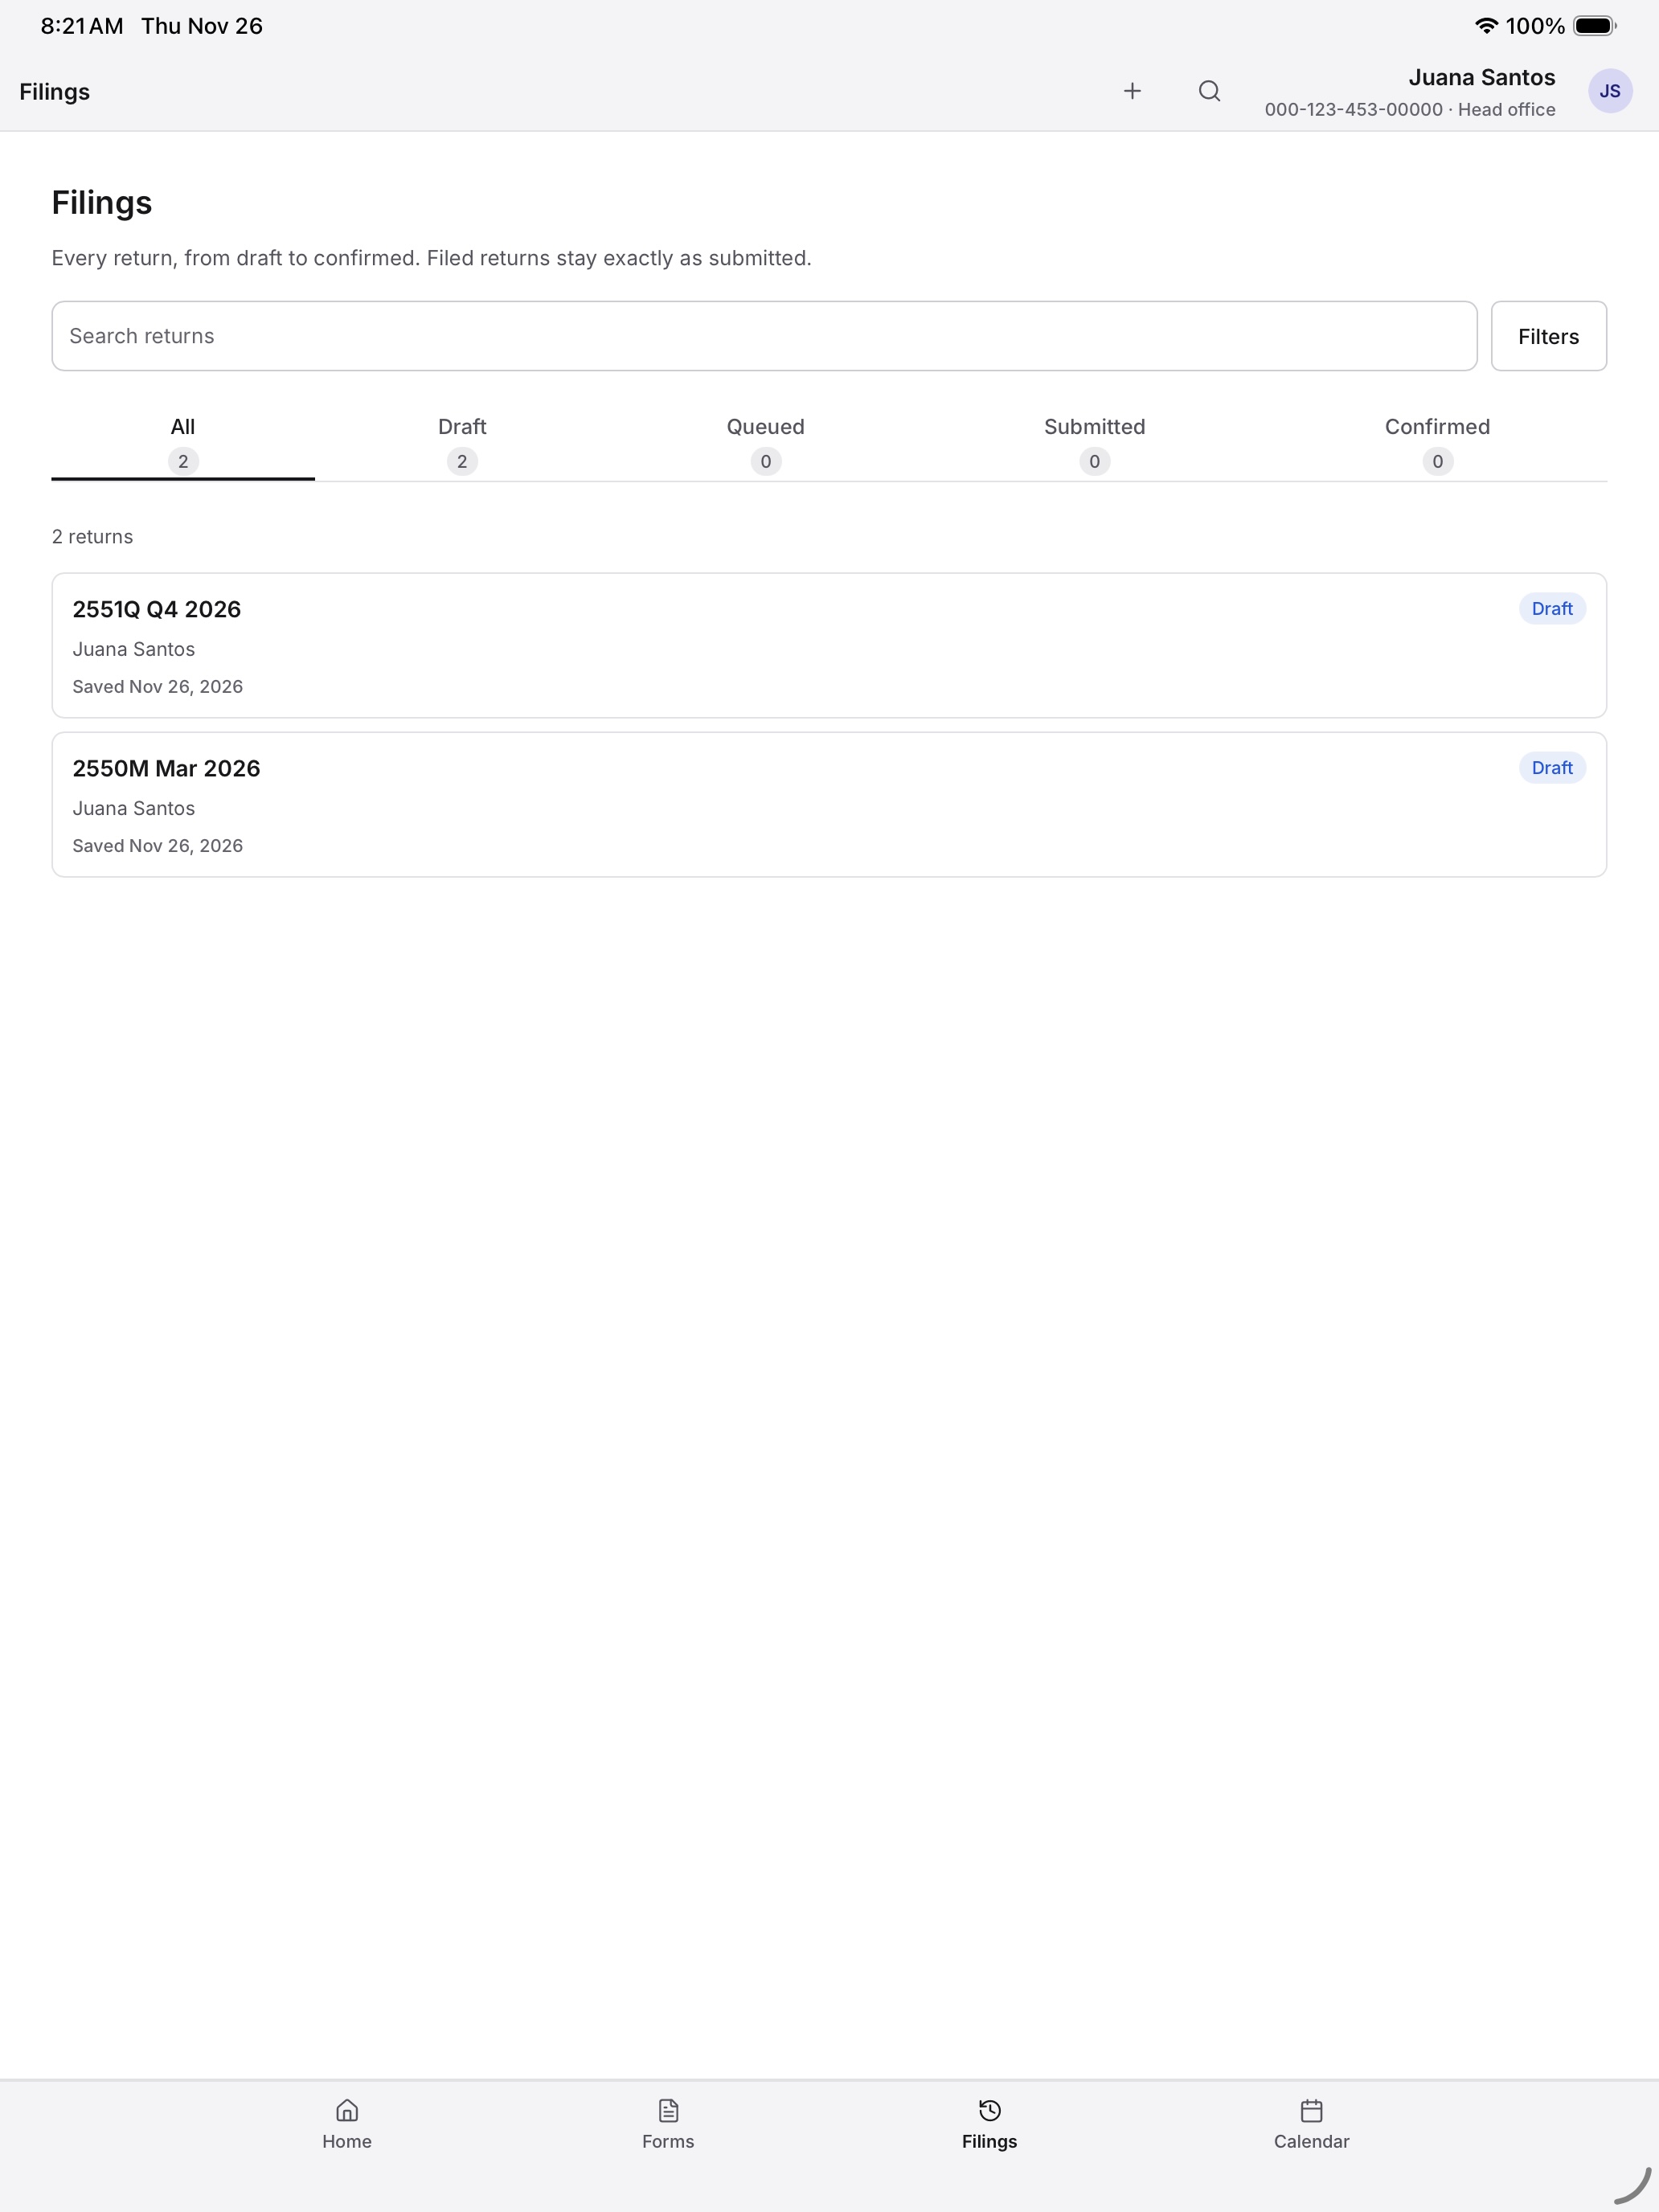 8:21 AM Thu Nov 26
100%
Filings
Juana Santos
000-123-453-00000 · Head office
JS
Filings
Every return, from draft to confirmed. Filed returns stay exactly as submitted.
Search returns
Filters
All
2
Draft
2
Queued
0
Submitted
0
Confirmed
0
2 returns
2551Q Q4 2026
Draft
Juana Santos
Saved Nov 26, 2026
2550M Mar 2026
Draft
Juana Santos
Saved Nov 26, 2026
Home
Forms
Filings
Calendar